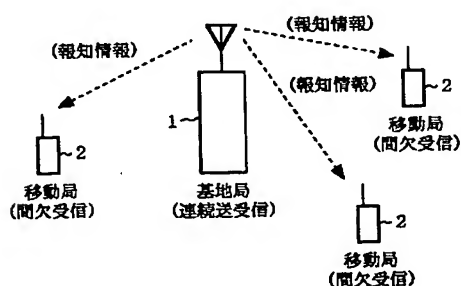 (報知情報)
(報知情報)
(報知情報)
1
2
移動局
(間欠受信)
2
移動局
(間欠受信)
基地局
(連続送受信)
2
移動局
(間欠受信)